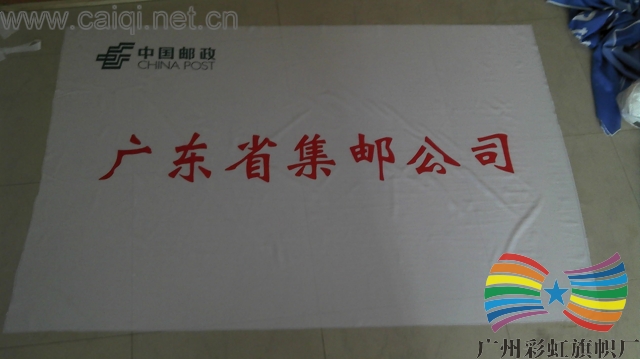 www.caiqi.net.cn
中国邮政
CHINA POST
广东省集邮公司
广州彩虹旗帜厂